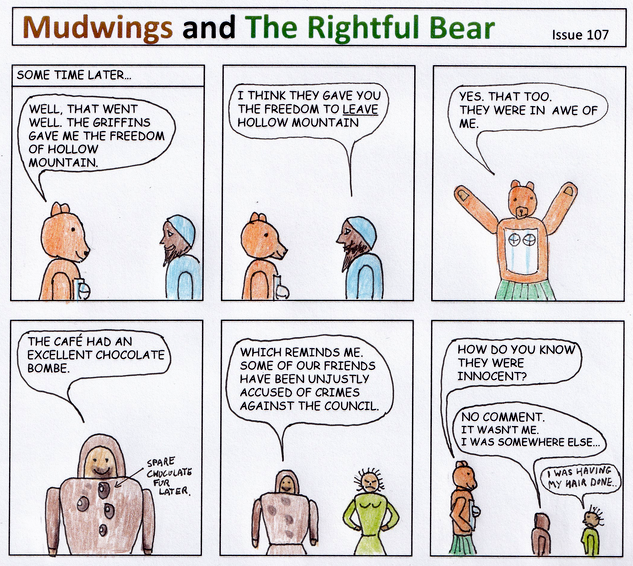 Mudwings and The Rightful Bear
Issue 107
SOME TIME LATER...
WELL, THAT WENT
WELL. THE GRIFFINS
GAVE ME THE FREEDOM
OF HOLLOW
MOUNTAIN.
I THINK THEY GAVE YOU
THE FREEDOM TO LEAVE
HOLLOW MOUNTAIN
YES. THAT TOO.
THEY WERE IN AWE OF
ME.
THE CAFÉ HAD AN
EXCELLENT CHOCOLATE
BOMBE.
SPARE
CHOCOLATE
FUR
LATER.
WHICH REMINDS ME.
SOME OF OUR FRIENDS
HAVE BEEN UNJUSTLY
ACCUSED OF CRIMES
AGAINST THE COUNCIL.
HOW DO YOU KNOW
THEY WERE
INNOCENT?
NO COMMENT.
IT WASN'T ME.
I WAS SOMEWHERE ELSE...
I WAS HAVING
MY HAIR DONE..